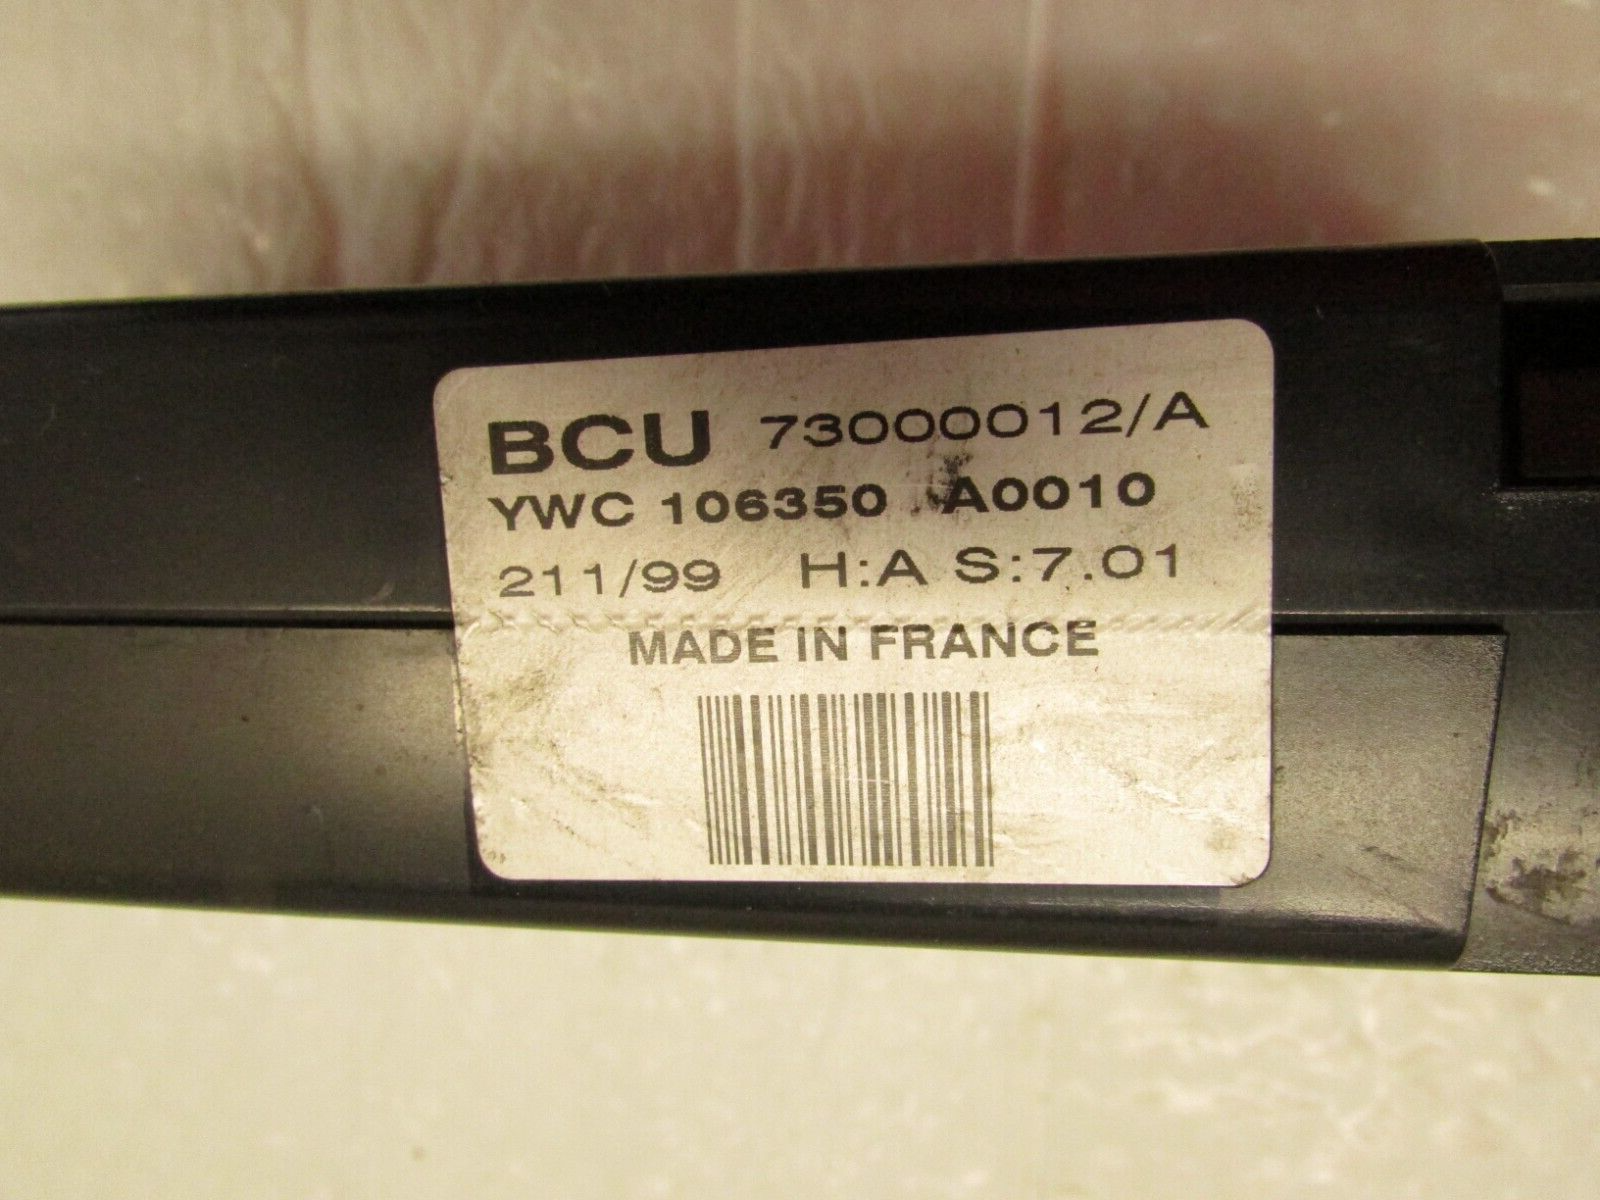 BCU 73000012/A
YWC 106350 A0010
211/99 H:A S:7.01
MADE IN FRANCE